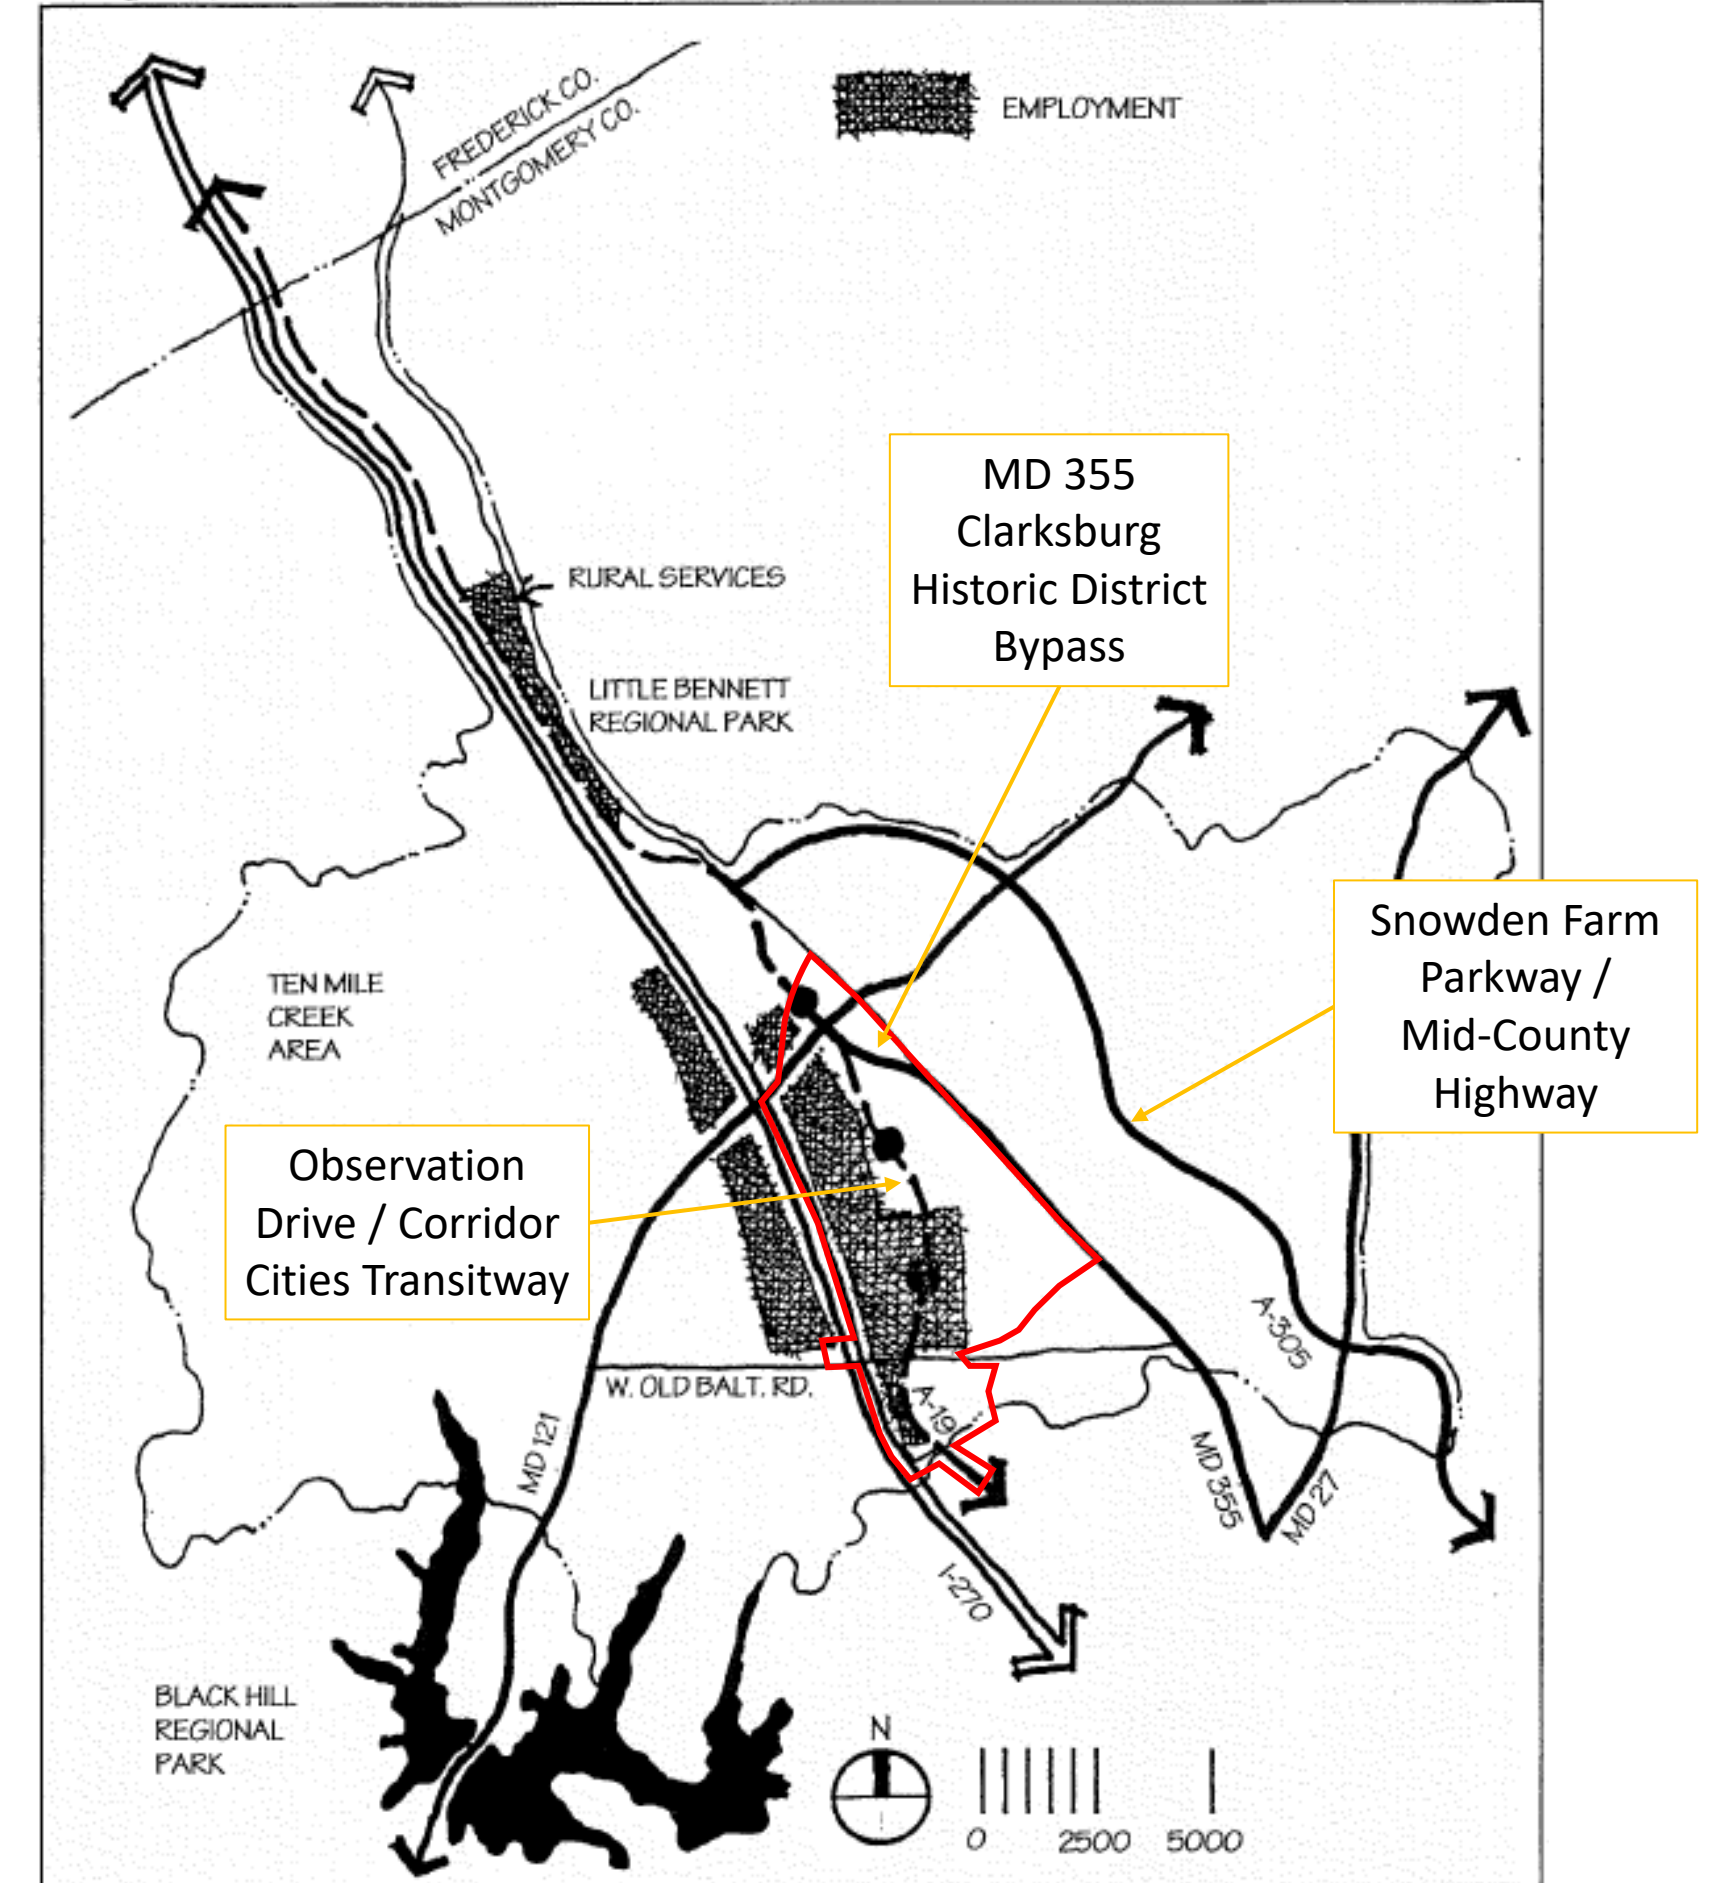 FREDERICK CO.
MONTGOMERY CO.
EMPLOYMENT
MD 355
Clarksburg
Historic District
Bypass
RURAL SERVICES
LITTLE BENNETT
REGIONAL PARK
Snowden Farm
Parkway /
Mid-County
Highway
TEN MILE
CREEK
AREA
Observation
Drive / Corridor
Cities Transitway
A-305
W. OLD BALT. RD.
A-19
MD 121
MD 355
MD 27
I-270
BLACK HILL
REGIONAL
PARK
N
0 2500 5000